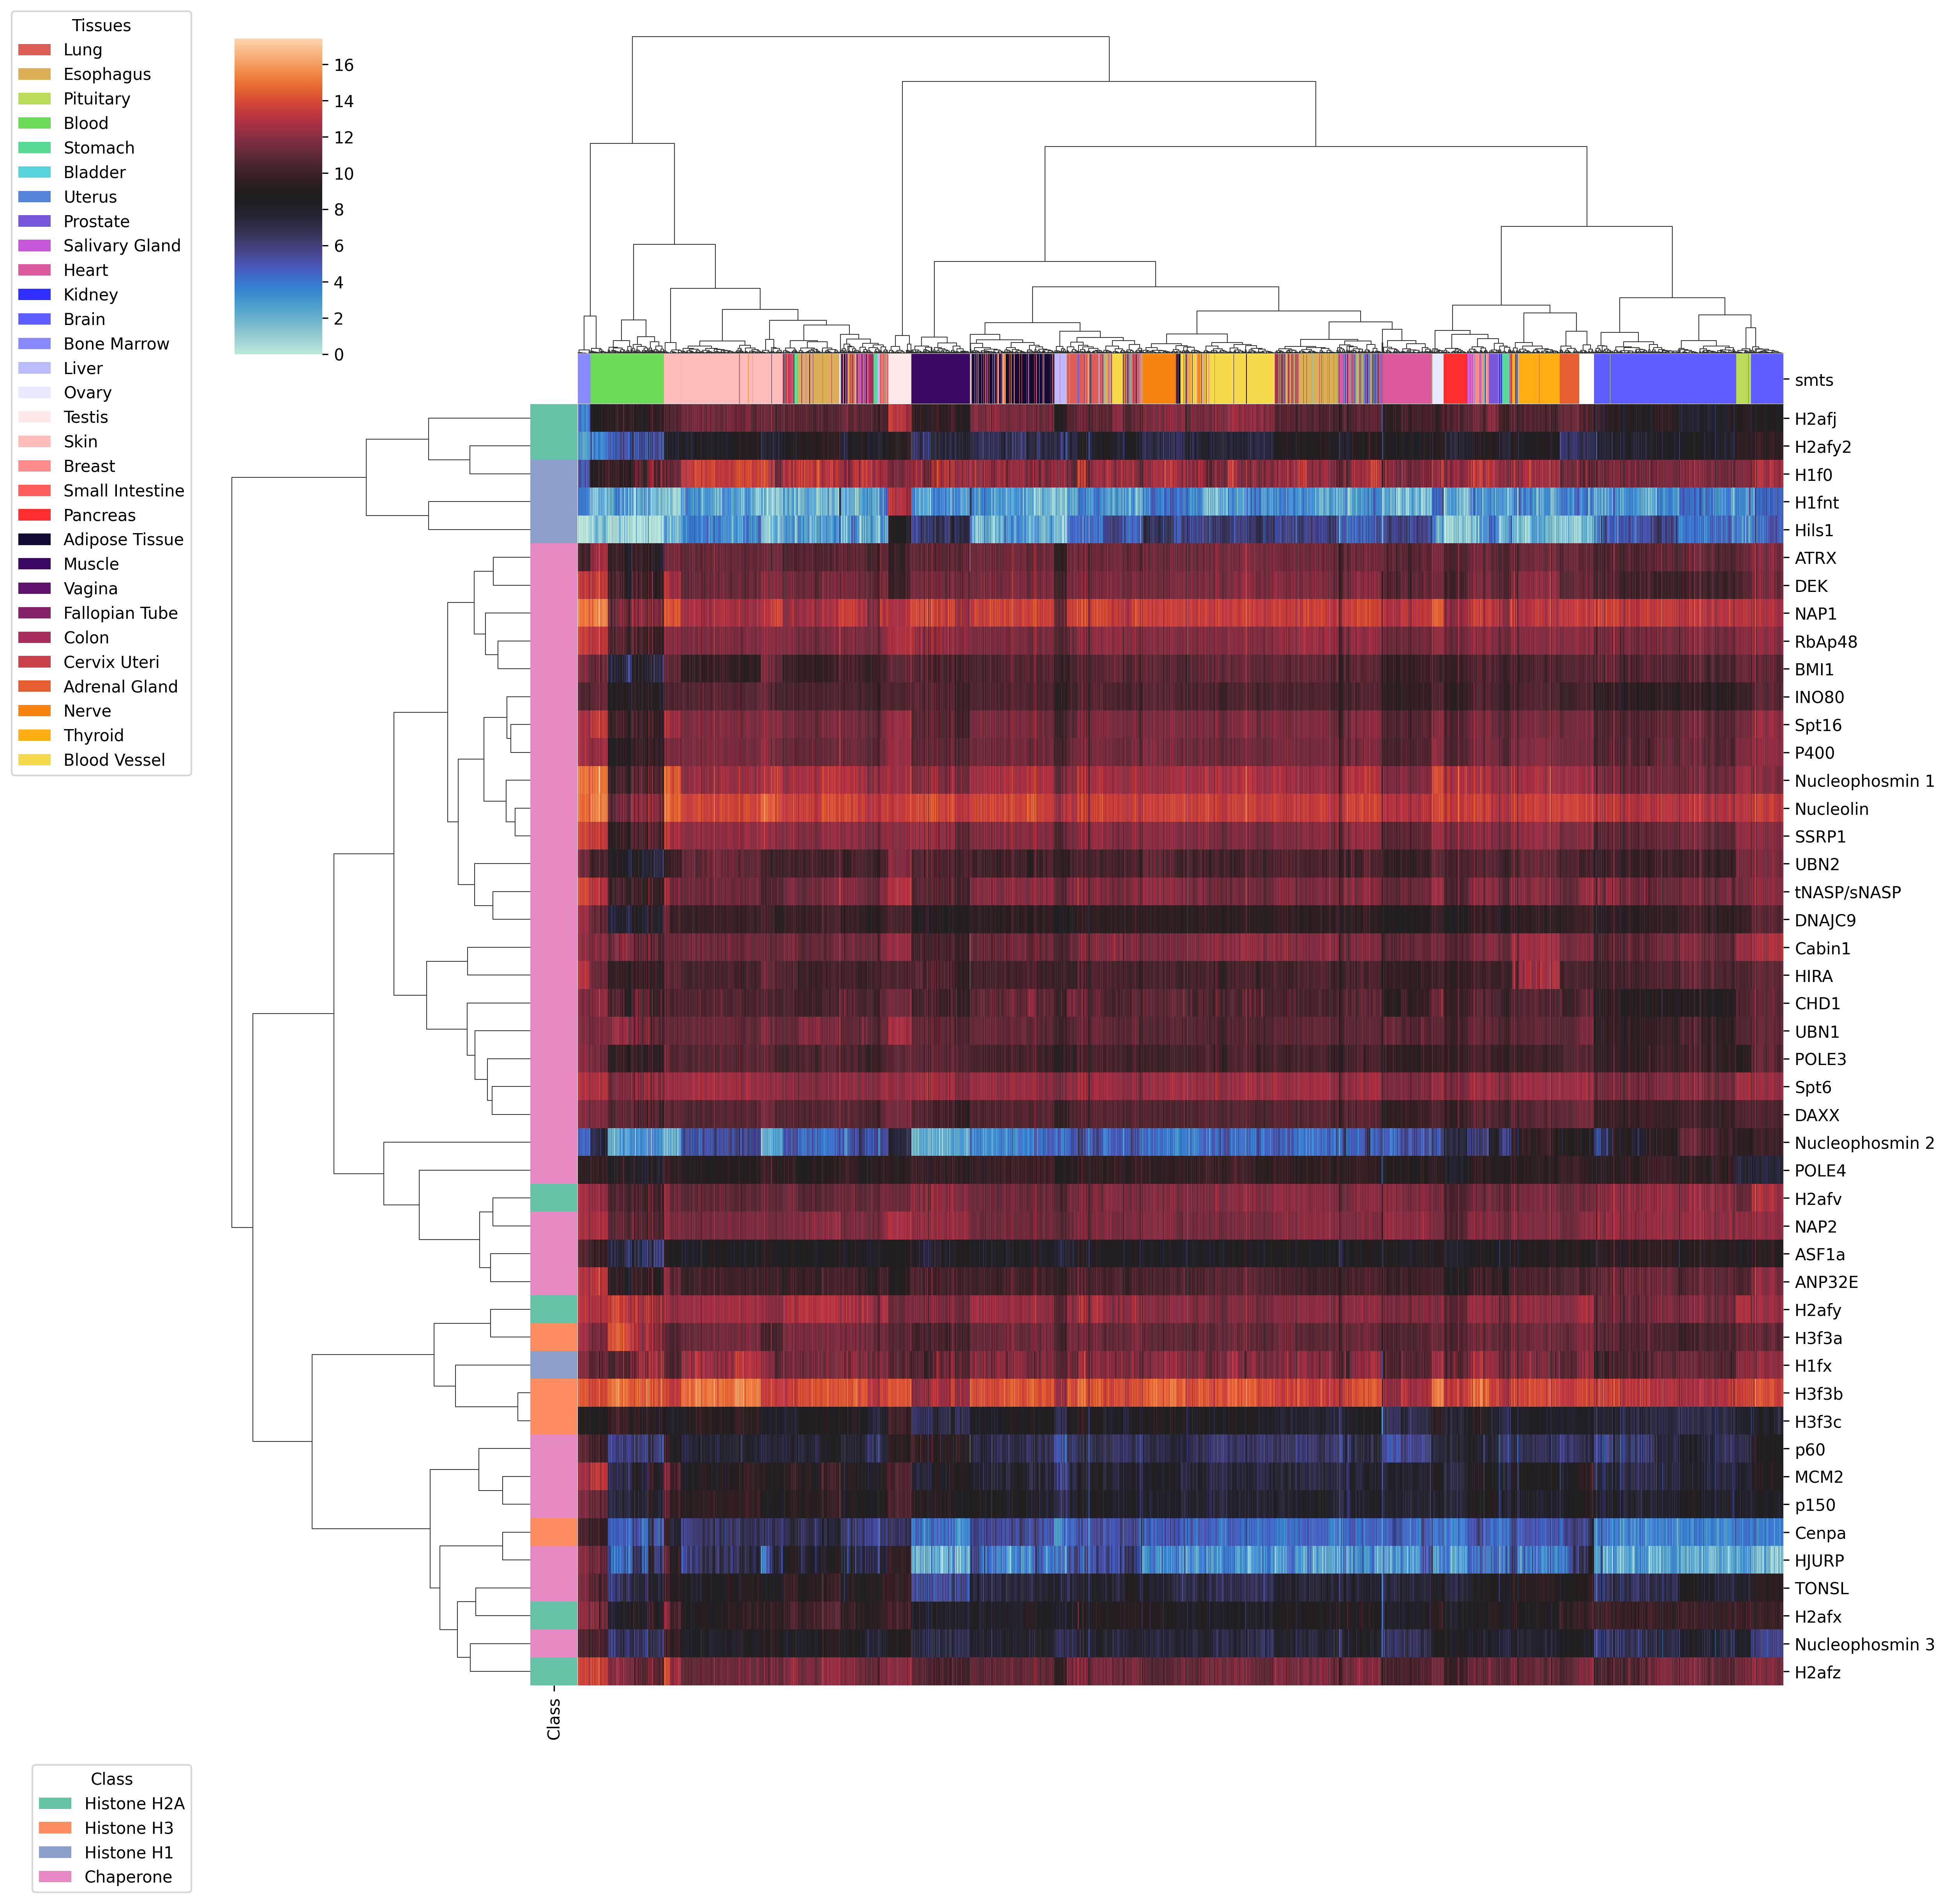 Tissues
Lung
Esophagus
Pituitary
Blood
Stomach
Bladder
Uterus
Prostate
Salivary Gland
Heart
Kidney
Brain
Bone Marrow
Liver
Ovary
Testis
Skin
Breast
Small Intestine
Pancreas
Adipose Tissue
Muscle
Vagina
Fallopian Tube
Colon
Cervix Uteri
Adrenal Gland
Nerve
Thyroid
Blood Vessel
16
14
12
10
8
6
4
2
0
smts
H2afj
H2afy2
H1f0
H1fnt
Hils1
ATRX
DEK
NAP1
RbAp48
BMI1
INO80
Spt16
P400
Nucleophosmin 1
Nucleolin
SSRP1
UBN2
tNASP/sNASP
DNAJC9
Cabin1
HIRA
CHD1
UBN1
POLE3
Spt6
DAXX
Nucleophosmin 2
POLE4
H2afv
NAP2
ASF1a
ANP32E
H2afy
H3f3a
H1fx
H3f3b
H3f3c
p60
MCM2
p150
Cenpa
HJURP
TONSL
H2afx
Nucleophosmin 3
H2afz
Class
Class
Histone H2A
Histone H3
Histone H1
Chaperone